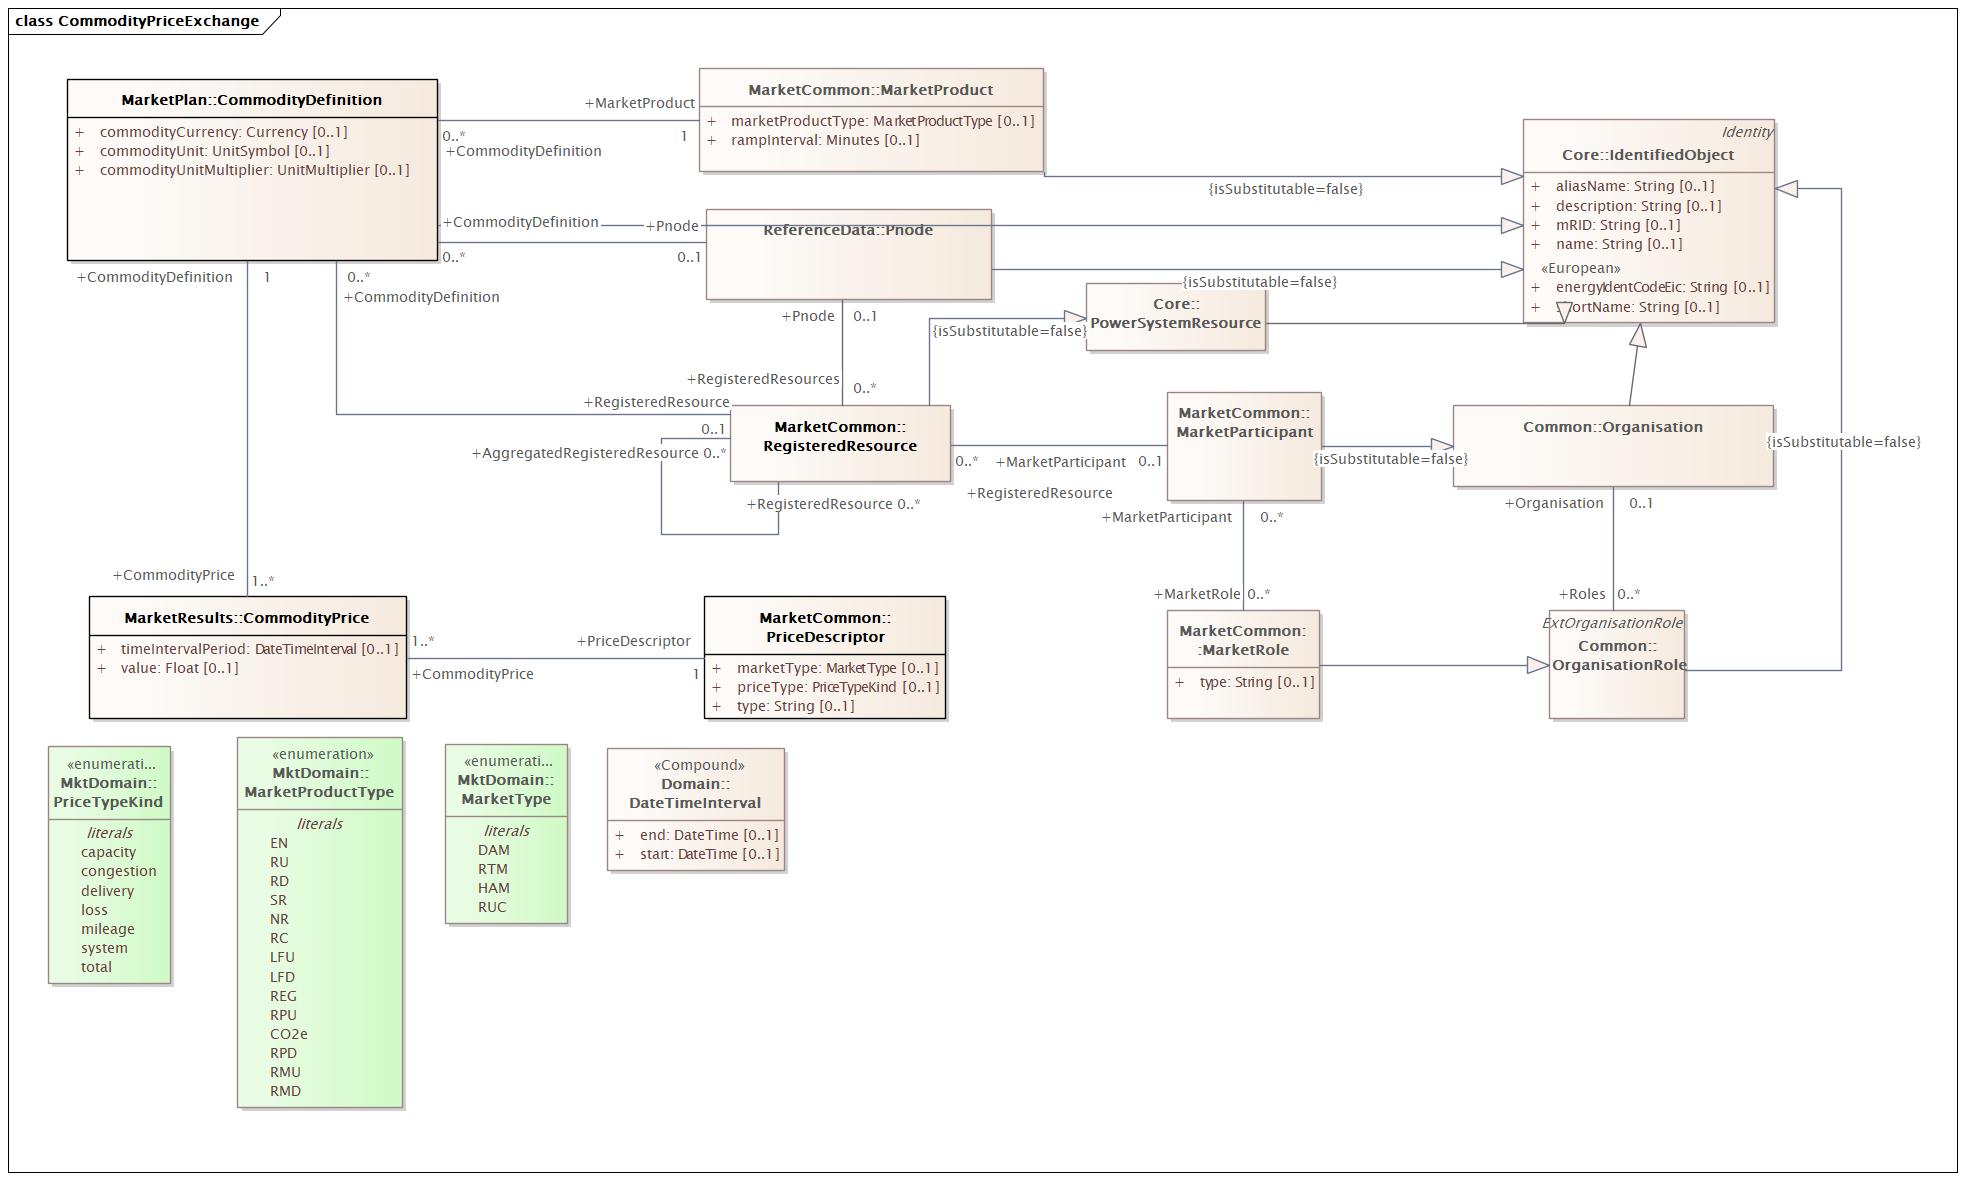 class CommodityPriceExchange
MarketPlan::CommodityDefinition
+ commodityCurrency: Currency [0..1]
+ commodityUnit: UnitSymbol [0..1]
+ commodityUnitMultiplier: UnitMultiplier [0..1]
+MarketProduct
0..*
1
+CommodityDefinition
MarketCommon::MarketProduct
+ marketProductType: MarketProductType [0..1]
+ rampInterval: Minutes [0..1]
{isSubstitutable=false}
Identity
Core::IdentifiedObject
+ aliasName: String [0..1]
+ description: String [0..1]
+ mRID: String [0..1]
+ name: String [0..1]
«European»
+ energyIdentCodeEic: String [0..1]
+ ortName: String [0..1]
+CommodityDefinition
+Pnode
0..*
0..1
ReferenceData::Pnode
{isSubstitutable=false}
Core::
PowerSystemResource
{isSubstitutable=false}
+CommodityDefinition
1
0..*
+CommodityDefinition
+Pnode
0..1
+RegisteredResources
0..*
+RegisteredResource
0..1
+AggregatedRegisteredResource 0..*
MarketCommon::
RegisteredResource
+RegisteredResource 0..*
0..*
+MarketParticipant
0..1
+RegisteredResource
MarketCommon::
MarketParticipant
{isSubstitutable=false}
Common::Organisation
{isSubstitutable=false}
+MarketParticipant
0..*
+Organisation
0..1
+MarketRole
0..*
+Roles
0..*
MarketCommon:
:MarketRole
+ type: String [0..1]
ExtOrganisationRole
Common::
OrganisationRole
+CommodityPrice
1..*
MarketResults::CommodityPrice
+ timeIntervalPeriod: DateTimeInterval [0..1]
+ value: Float [0..1]
1..*
+PriceDescriptor
+CommodityPrice
1
MarketCommon::
PriceDescriptor
+ marketType: MarketType [0..1]
+ priceType: PriceTypeKind [0..1]
+ type: String [0..1]
«enumerati...
MktDomain::
PriceTypeKind
literals
capacity
congestion
delivery
loss
mileage
system
total
«enumeration»
MktDomain::
MarketProductType
literals
EN
RU
RD
SR
NR
RC
LFU
LFD
REG
RPU
CO2e
RPD
RMU
RMD
«enumerati...
MktDomain::
MarketType
literals
DAM
RTM
HAM
RUC
«Compound»
Domain::
DateTimeInterval
+ end: DateTime [0..1]
+ start: DateTime [0..1]